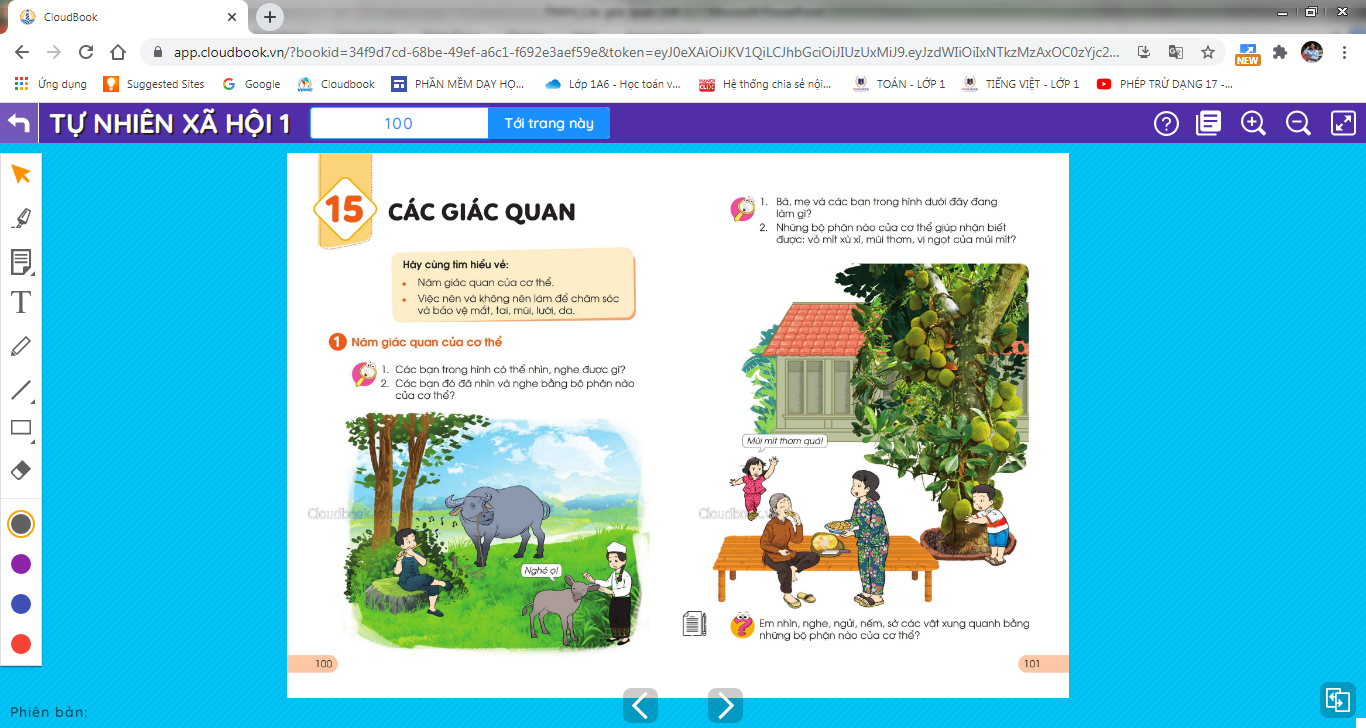 CloudBook
app.cloudbook.vn/?bookid=34f9d7cd-68be-49ef-a6c1-f692e3aef59e&token=eyJ0eXAiOiJKV1QiLCJhbGciOiJIUzUxMiJ9.eyJzdWIiOiIxNTkzMzAxOC0zYjc2...
NEW
Ứng dụng
Suggested Sites
Google
Cloudbook
PHẦN MỀM DẠY HỌ...
Lớp 1A6 - Học toán v...
Hệ thống chia sẻ nội...
TOÁN - LỚP 1
TIẾNG VIỆT - LỚP 1
PHÉP TRỪ DẠNG 17 -...
TỰ NHIÊN XÃ HỘI 1
100
Tới trang này
T
15
CÁC GIÁC QUAN
Hãy cùng tìm hiểu về:
• Năm giác quan của cơ thể.
• Việc nên và không nên làm để chăm sóc
và bảo vệ mắt, tai, mũi, lưỡi, da.
1 Năm giác quan của cơ thể
1. Các bạn trong hình có thể nhìn, nghe được gì?
2. Các bạn đó đã nhìn và nghe bằng bộ phận nào
của cơ thể?
Cloudbook.v
Nghé ọ!
100
1. Bà, mẹ và các bạn trong hình dưới đây đang
làm gì?
2. Những bộ phận nào của cơ thể giúp nhận biết
được: vỏ mít xù xì, mùi thơm, vị ngọt của múi mít?
Mùi mít thơm quá!
Cloudbook.v
Em nhìn, nghe, ngửi, nếm, sờ các vật xung quanh bằng
những bộ phận nào của cơ thể?
101
Phiên bản: